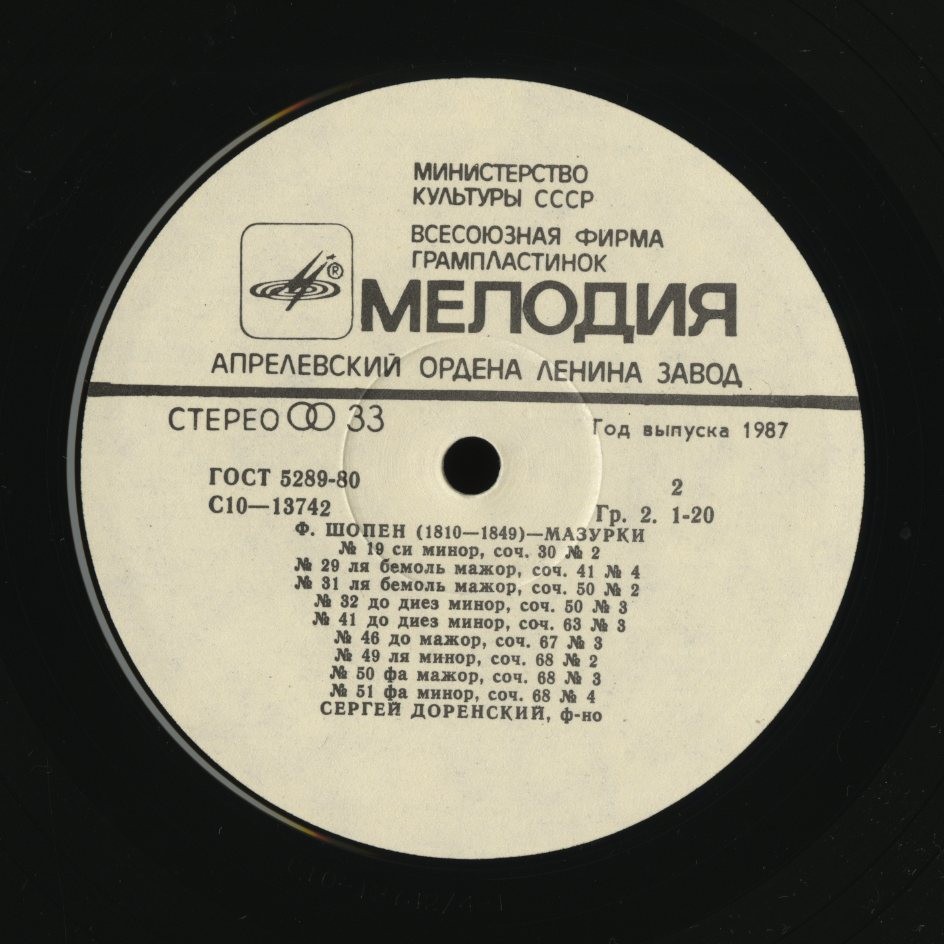 МИНИСТЕРСТВО
КУЛЬТУРЫ СССР
ВСЕСОЮЗНАЯ ФИРМА
ГРАМПЛАСТИНОК
®
МЕЛОДИЯ
АПРЕЛЕВСКИЙ ОРДЕНА ЛЕНИНА ЗАВОД
СТЕРЕО 33
Год выпуска 1987
ГОСТ 5289-80
2
С10—13742
Гр. 2. 1-20
Ф. ШОПЕН (1810—1849)—МАЗУРКИ
№ 19 си минор, соч. 30 № 2
№ 29 ля бемоль мажор, соч. 41 № 4
№ 31 ля бемоль мажор, соч. 50 № 2
№ 32 до диез минор, соч. 50 № 3
№ 41 до диез минор, соч. 63 № 3
№ 46 до мажор, соч. 67 № 3
№ 49 ля минор, соч. 68 № 2
№ 50 фа мажор, соч. 68 № 3
№ 51 фа минор, соч. 68 № 4
СЕРГЕЙ ДОРЕНСКИЙ, ф-но